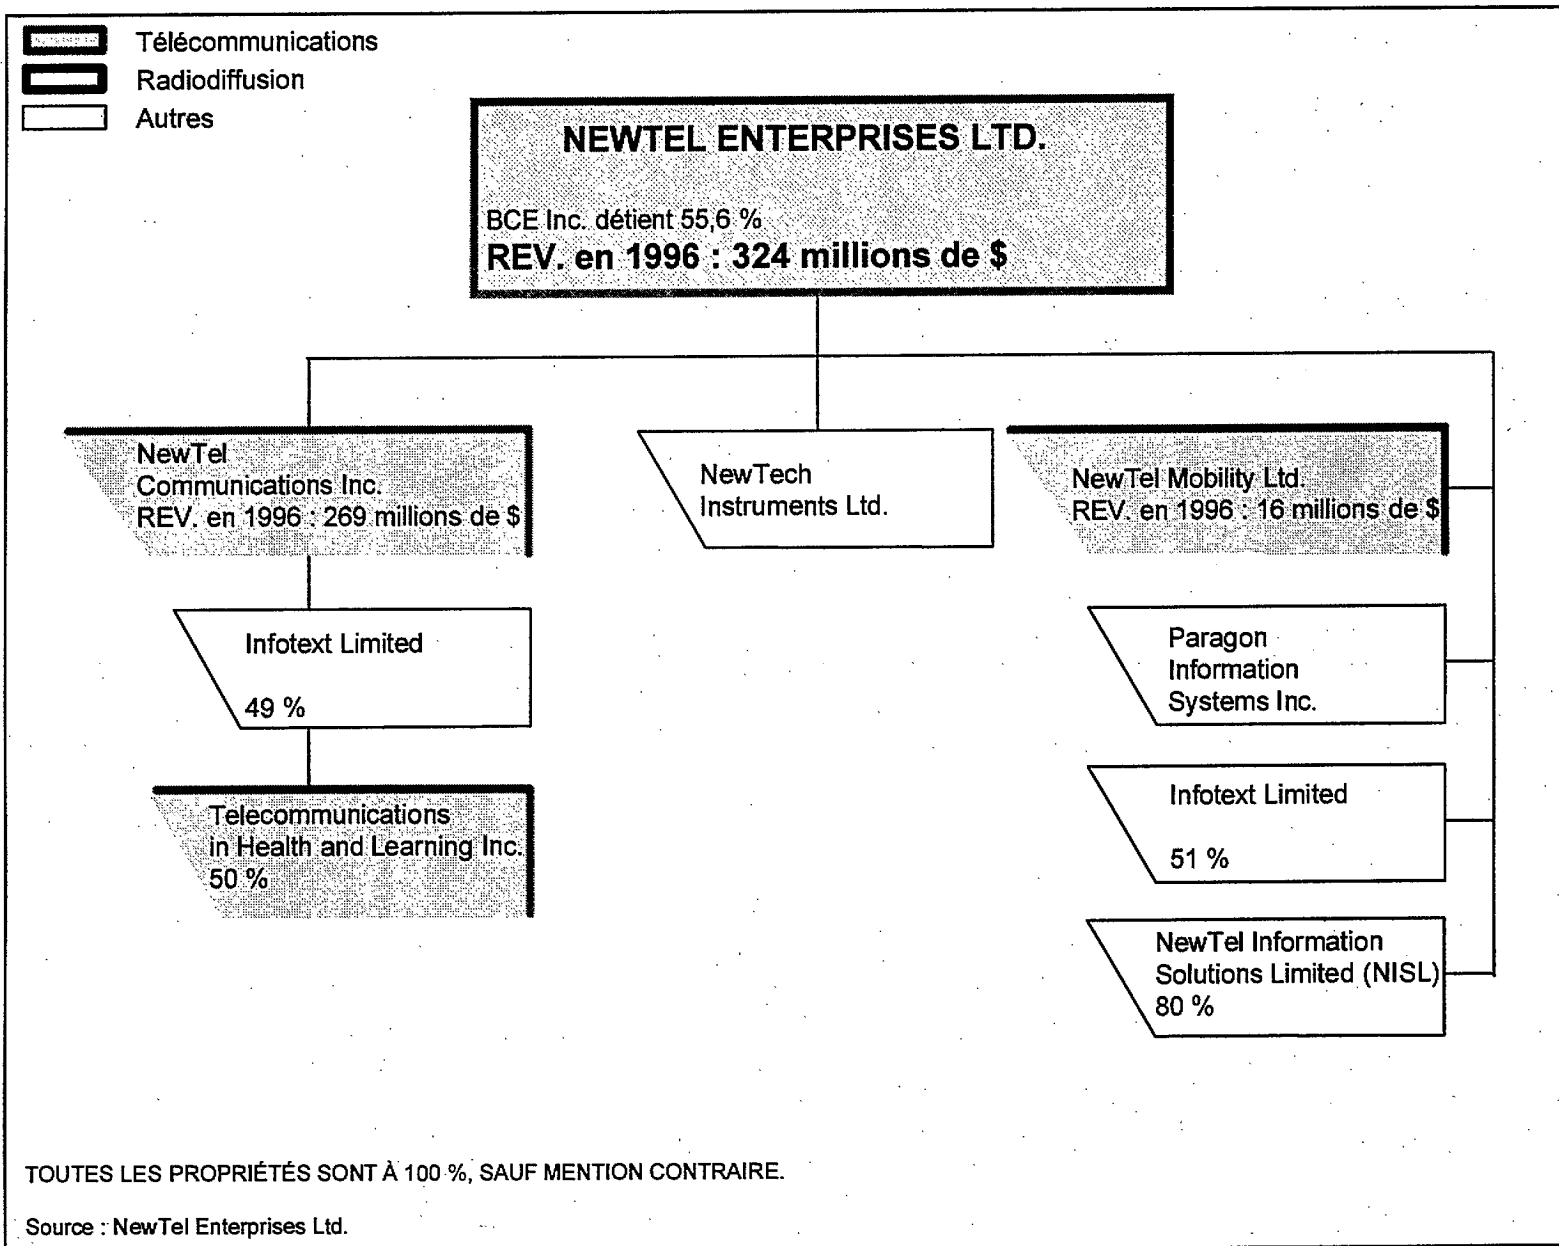 Télécommunications
Radiodiffusion
Autres
NEWTEL ENTERPRISES LTD.
BCE Inc. détient 55,6 %
REV. en 1996 : 324 millions de $
NewTel
Communications Inc.
REV. en 1996 : 269 millions de $
NewTech
Instruments Ltd.
NewTel Mobility Ltd.
REV. en 1996 : 16 millions de $
Infotext Limited
49 %
Paragon
Information
Systems Inc.
Telecommunications
in Health and Learning Inc.
50 %
Infotext Limited
51 %
NewTel Information
Solutions Limited (NISL)
80 %
TOUTES LES PROPRIÉTÉS SONT À 100 %, SAUF MENTION CONTRAIRE.
Source : NewTel Enterprises Ltd.